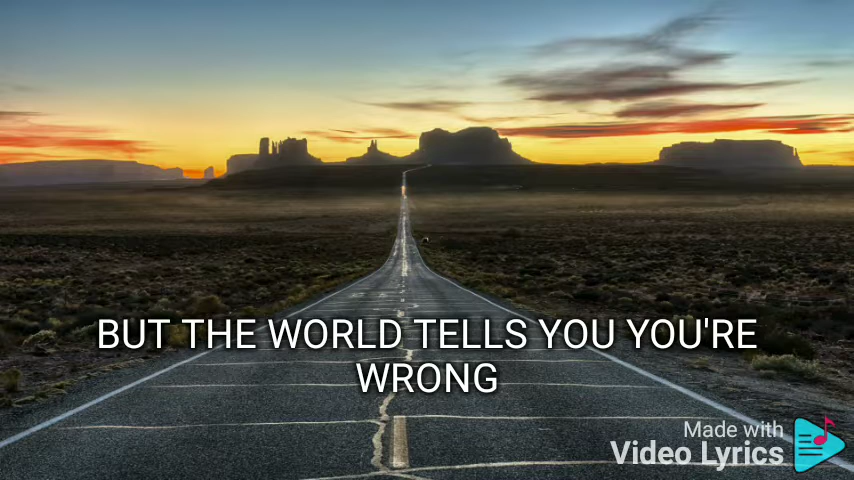 BUT THE WORLD TELLS YOU YOU'RE
WRONG
Made with
Video Lyrics